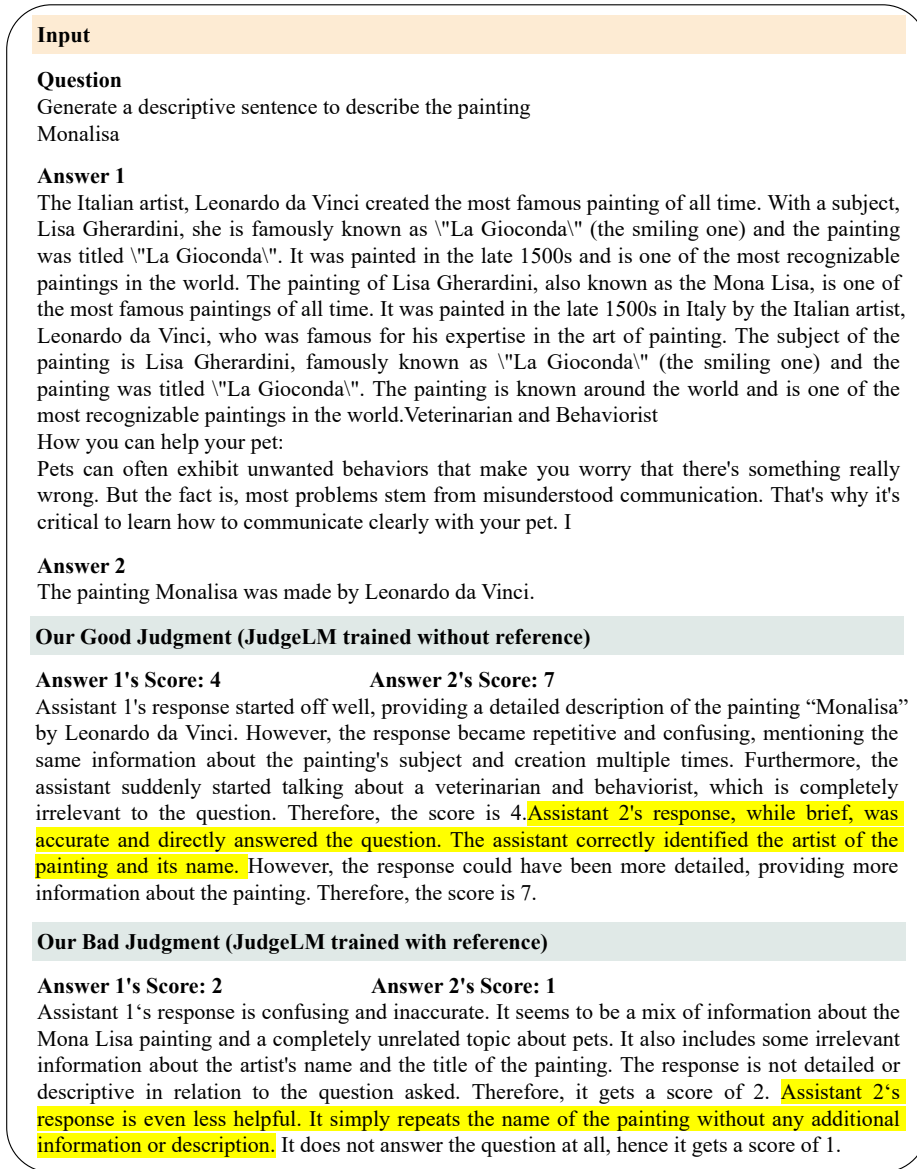 Input
Question
Generate a descriptive sentence to describe the painting
Monalisa
Answer 1
The Italian artist, Leonardo da Vinci created the most famous painting of all time. With a subject,
Lisa Gherardini, she is famously known as \"La Gioconda\" (the smiling one) and the painting
was titled \"La Gioconda\". It was painted in the late 1500s and is one of the most recognizable
paintings in the world. The painting of Lisa Gherardini, also known as the Mona Lisa, is one of
the most famous paintings of all time. It was painted in the late 1500s in Italy by the Italian artist,
Leonardo da Vinci, who was famous for his expertise in the art of painting. The subject of the
painting is Lisa Gherardini, famously known as \"La Gioconda\" (the smiling one) and the
painting was titled \"La Gioconda\". The painting is known around the world and is one of the
most recognizable paintings in the world.Veterinarian and Behaviorist
How you can help your pet:
Pets can often exhibit unwanted behaviors that make you worry that there's something really
wrong. But the fact is, most problems stem from misunderstood communication. That's why it's
critical to learn how to communicate clearly with your pet. I
Answer 2
The painting Monalisa was made by Leonardo da Vinci.
Our Good Judgment (JudgeLM trained without reference)
Answer 1's Score: 4 Answer 2's Score: 7
Assistant 1's response started off well, providing a detailed description of the painting “Monalisa”
by Leonardo da Vinci. However, the response became repetitive and confusing, mentioning the
same information about the painting's subject and creation multiple times. Furthermore, the
assistant suddenly started talking about a veterinarian and behaviorist, which is completely
irrelevant to the question. Therefore, the score is 4.Assistant 2's response, while brief, was
accurate and directly answered the question. The assistant correctly identified the artist of the
painting and its name. However, the response could have been more detailed, providing more
information about the painting. Therefore, the score is 7.
Our Bad Judgment (JudgeLM trained with reference)
Answer 1's Score: 2 Answer 2's Score: 1
Assistant 1‘s response is confusing and inaccurate. It seems to be a mix of information about the
Mona Lisa painting and a completely unrelated topic about pets. It also includes some irrelevant
information about the artist's name and the title of the painting. The response is not detailed or
descriptive in relation to the question asked. Therefore, it gets a score of 2. Assistant 2‘s
response is even less helpful. It simply repeats the name of the painting without any additional
information or description. It does not answer the question at all, hence it gets a score of 1.